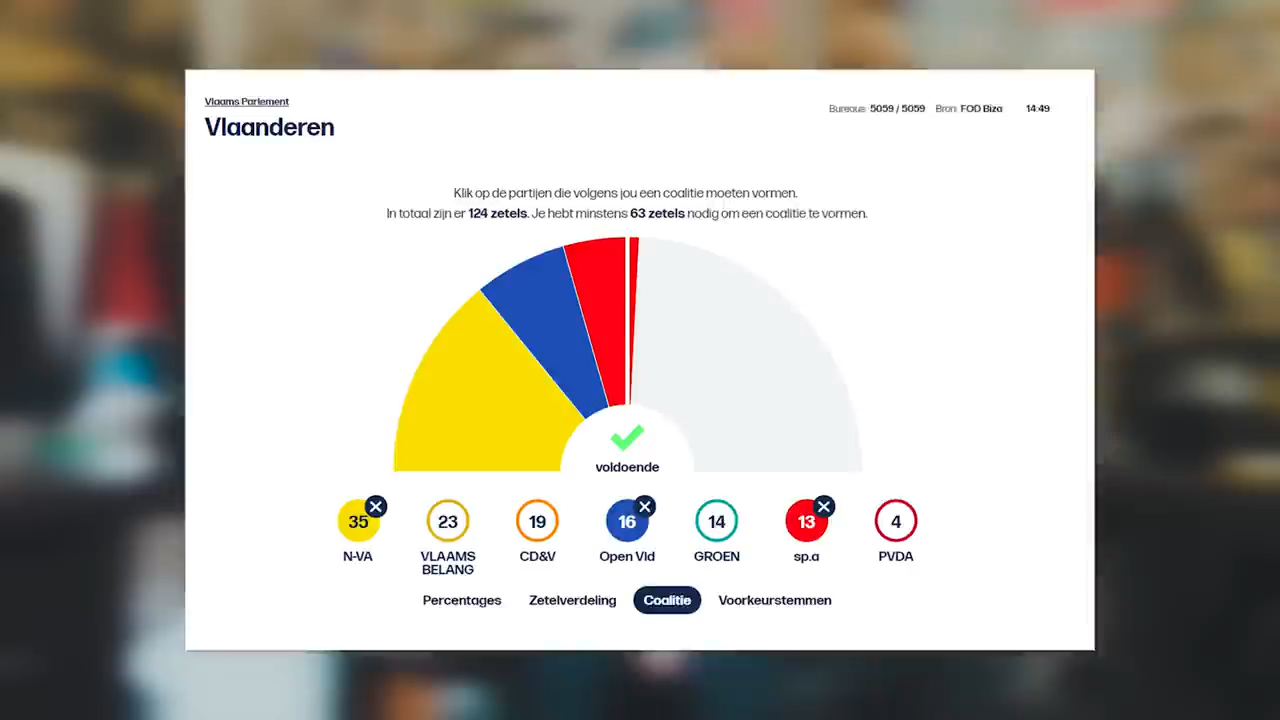 Vlaams Parlement
Vlaanderen
Bureaus 5059 / 5059 Bron FOD Biza 14:49
Klik op de partijen die volgens jou een coalitie moeten vormen.
In totaal zijn er 124 zetels. Je hebt minstens 63 zetels nodig om een coalitie te vormen.
voldoende
35 23 19 16 14 13 4
N-VA VLAAMS BELANG CD&V Open Vld GROEN sp.a PVDA
Percentages Zetelverdeling Coalitie Voorkeurstemmen